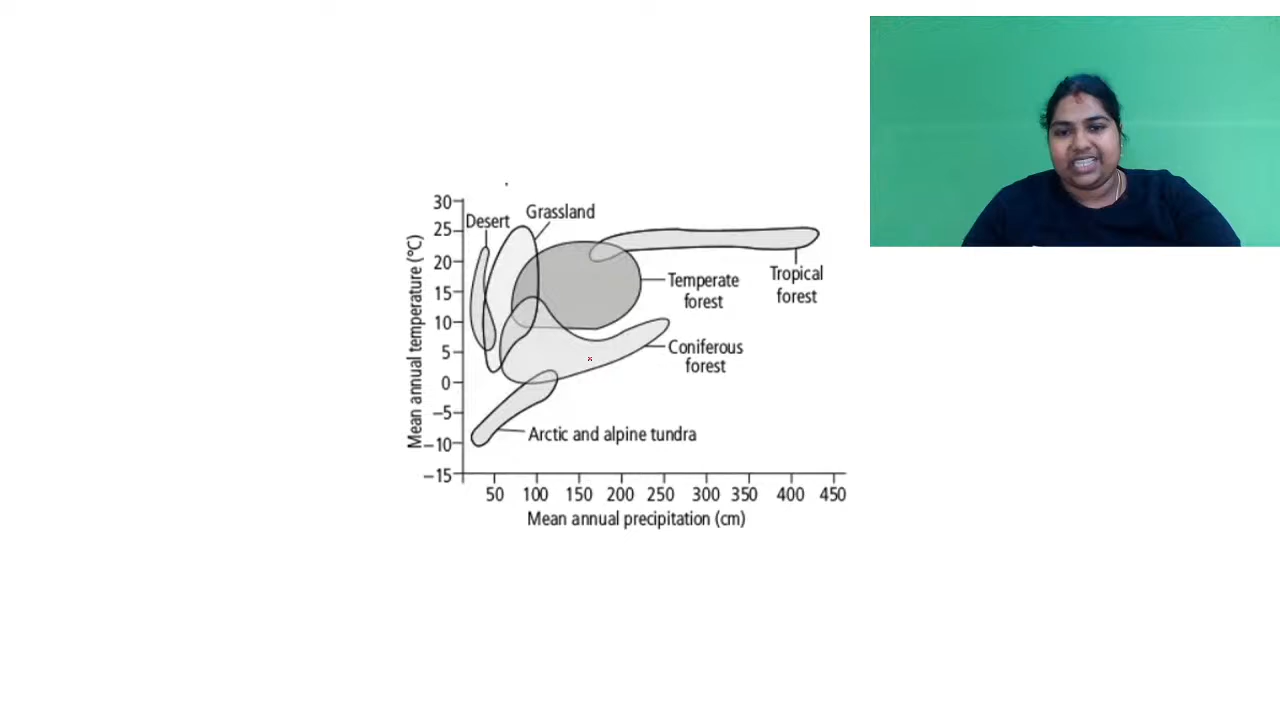 30
25
20
15
10
5
0
−5
−10
−15
Mean annual temperature (°C)
Desert
Grassland
Temperate
forest
Tropical
forest
Coniferous
forest
Arctic and alpine tundra
50 100 150 200 250 300 350 400 450
Mean annual precipitation (cm)